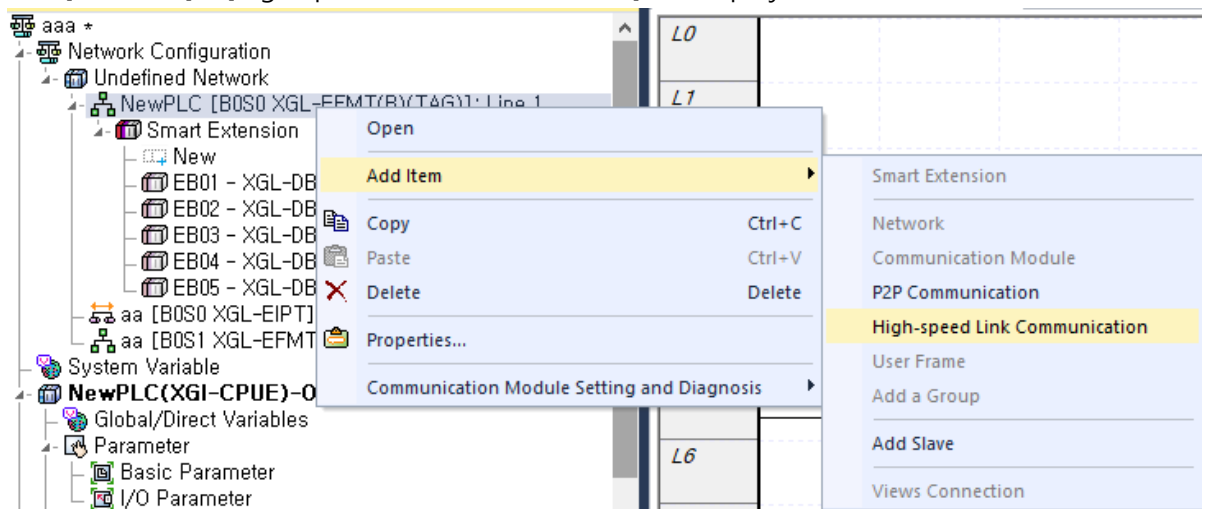 aaa *
Network Configuration
Undefined Network
NewPLC [B0S0 XGL-EFMT(B)(TAG)]: Line 1
Smart Extension
New
EB01 - XGL-DB
EB02 - XGL-DB
EB03 - XGL-DB
EB04 - XGL-DB
EB05 - XGL-DB
aa [B0S0 XGL-EIPT]
aa [B0S1 XGL-EFMT
System Variable
NewPLC(XGI-CPUE)-O
Global/Direct Variables
Parameter
Basic Parameter
I/O Parameter
Open
Add Item
Copy Ctrl+C
Paste Ctrl+V
Delete Delete
Properties...
Communication Module Setting and Diagnosis
Smart Extension
Network
Communication Module
P2P Communication
High-speed Link Communication
User Frame
Add a Group
Add Slave
Views Connection
L0
L1
L6